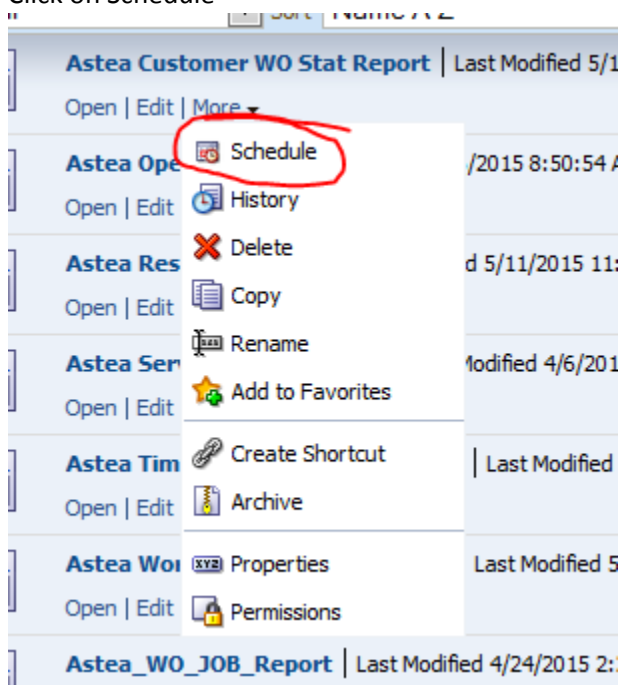 Click on Schedule
Sort Name A Z
Astea Customer WO Stat Report | Last Modified 5/1
Open | Edit | More
Schedule
Astea Ope /2015 8:50:54 A
Open | Edit
History
Delete
Astea Res d 5/11/2015 11:
Open | Edit
Copy
Rename
Astea Ser Modified 4/6/201
Add to Favorites
Open | Edit
Create Shortcut
Astea Tim | Last Modified
Open | Edit
Archive
Astea Wor Last Modified 5
Properties
Open | Edit
Permissions
Astea_WO_JOB_Report | Last Modified 4/24/2015 2: